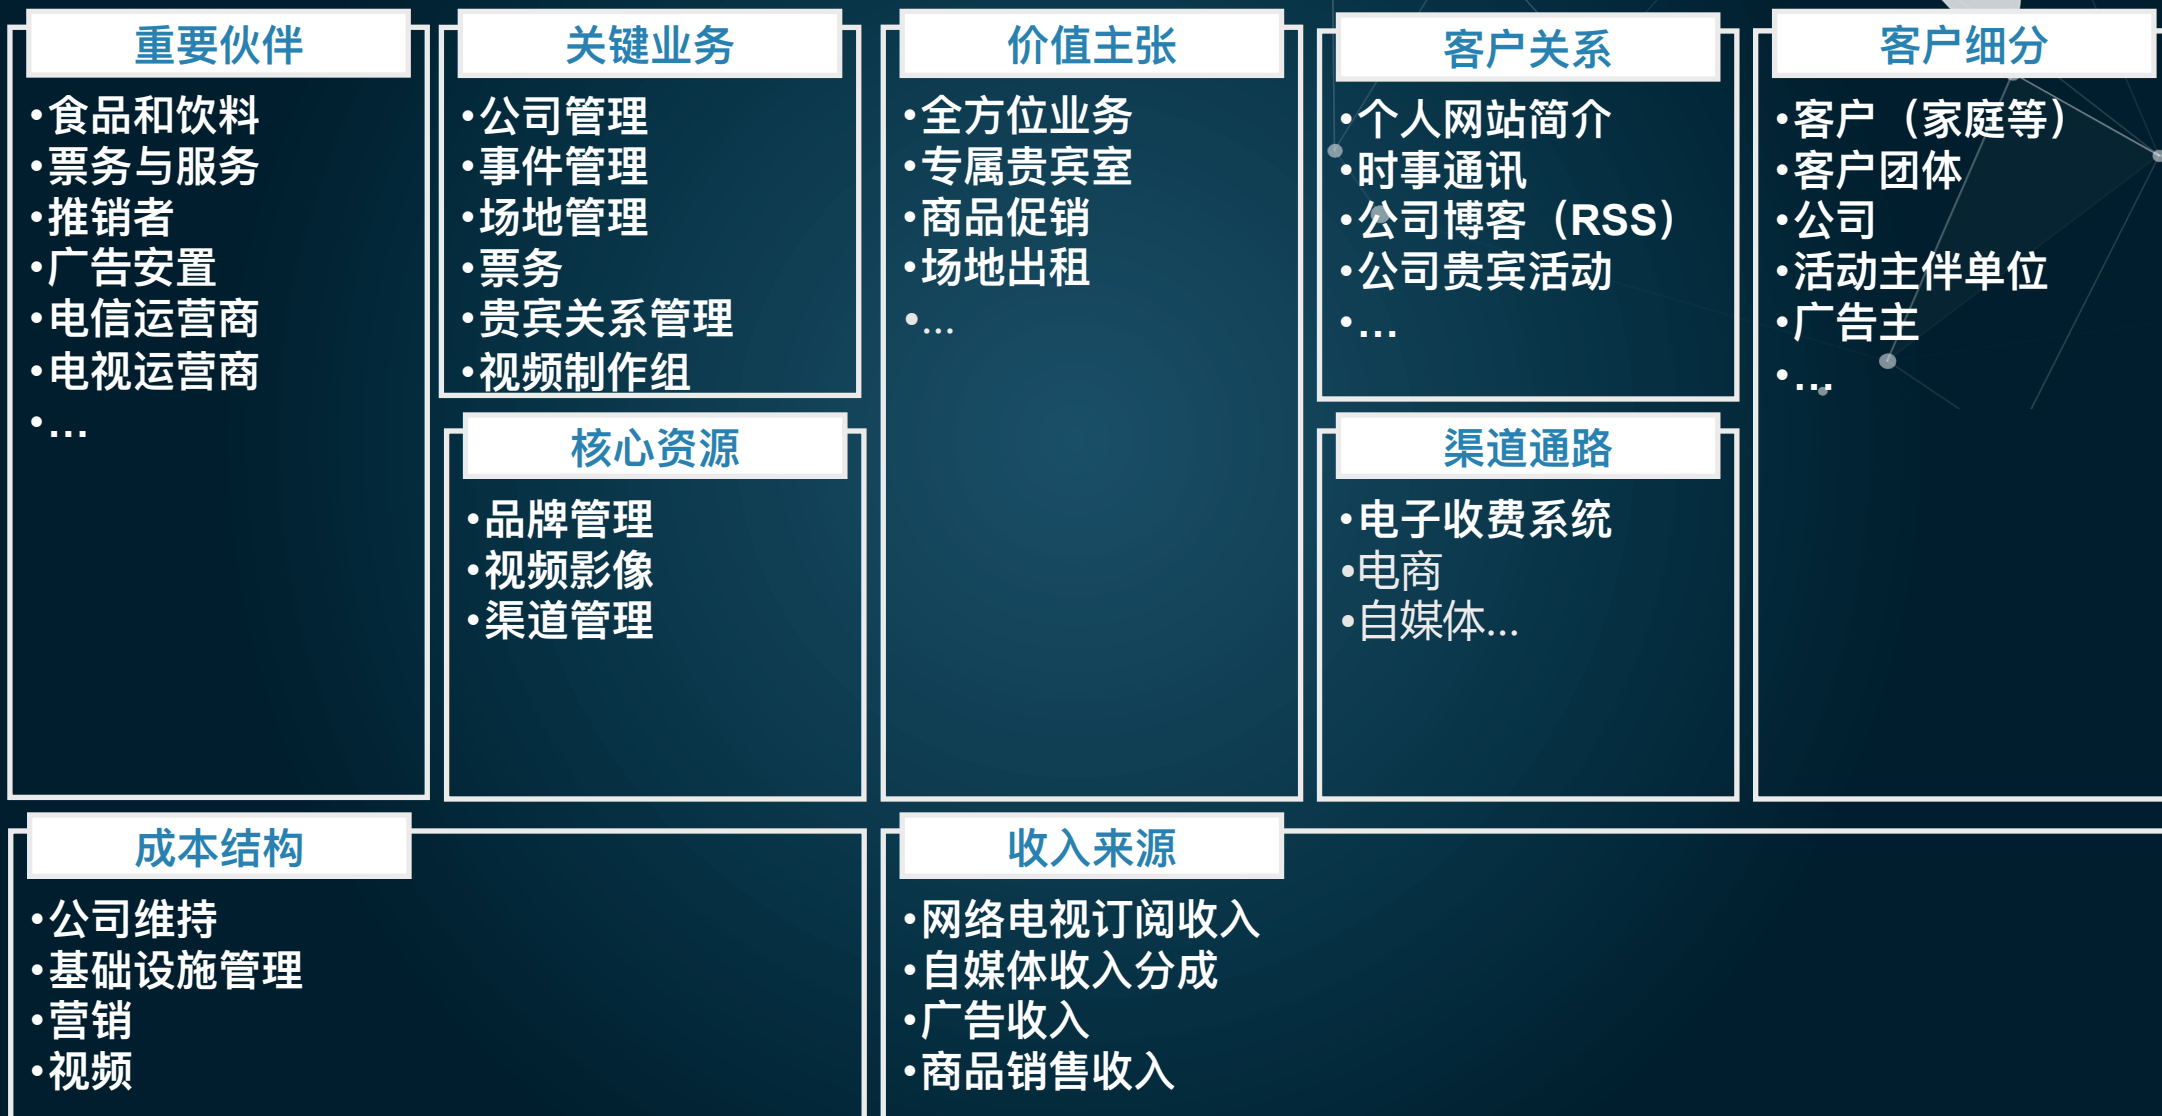 重要伙伴
•食品和饮料
•票务与服务
•推销者
•广告安置
•电信运营商
•电视运营商
•...
关键业务
•公司管理
•事件管理
•场地管理
•票务
•贵宾关系管理
•视频制作组
核心资源
•品牌管理
•视频影像
•渠道管理
价值主张
•全方位业务
•专属贵宾室
•商品促销
•场地出租
•...
客户关系
•个人网站简介
•时事通讯
•公司博客（RSS）
•公司贵宾活动
•...
渠道通路
•电子收费系统
•电商
•自媒体...
客户细分
•客户（家庭等）
•客户团体
•公司
•活动主伴单位
•广告主
•...
成本结构
•公司维持
•基础设施管理
•营销
•视频
收入来源
•网络电视订阅收入
•自媒体收入分成
•广告收入
•商品销售收入